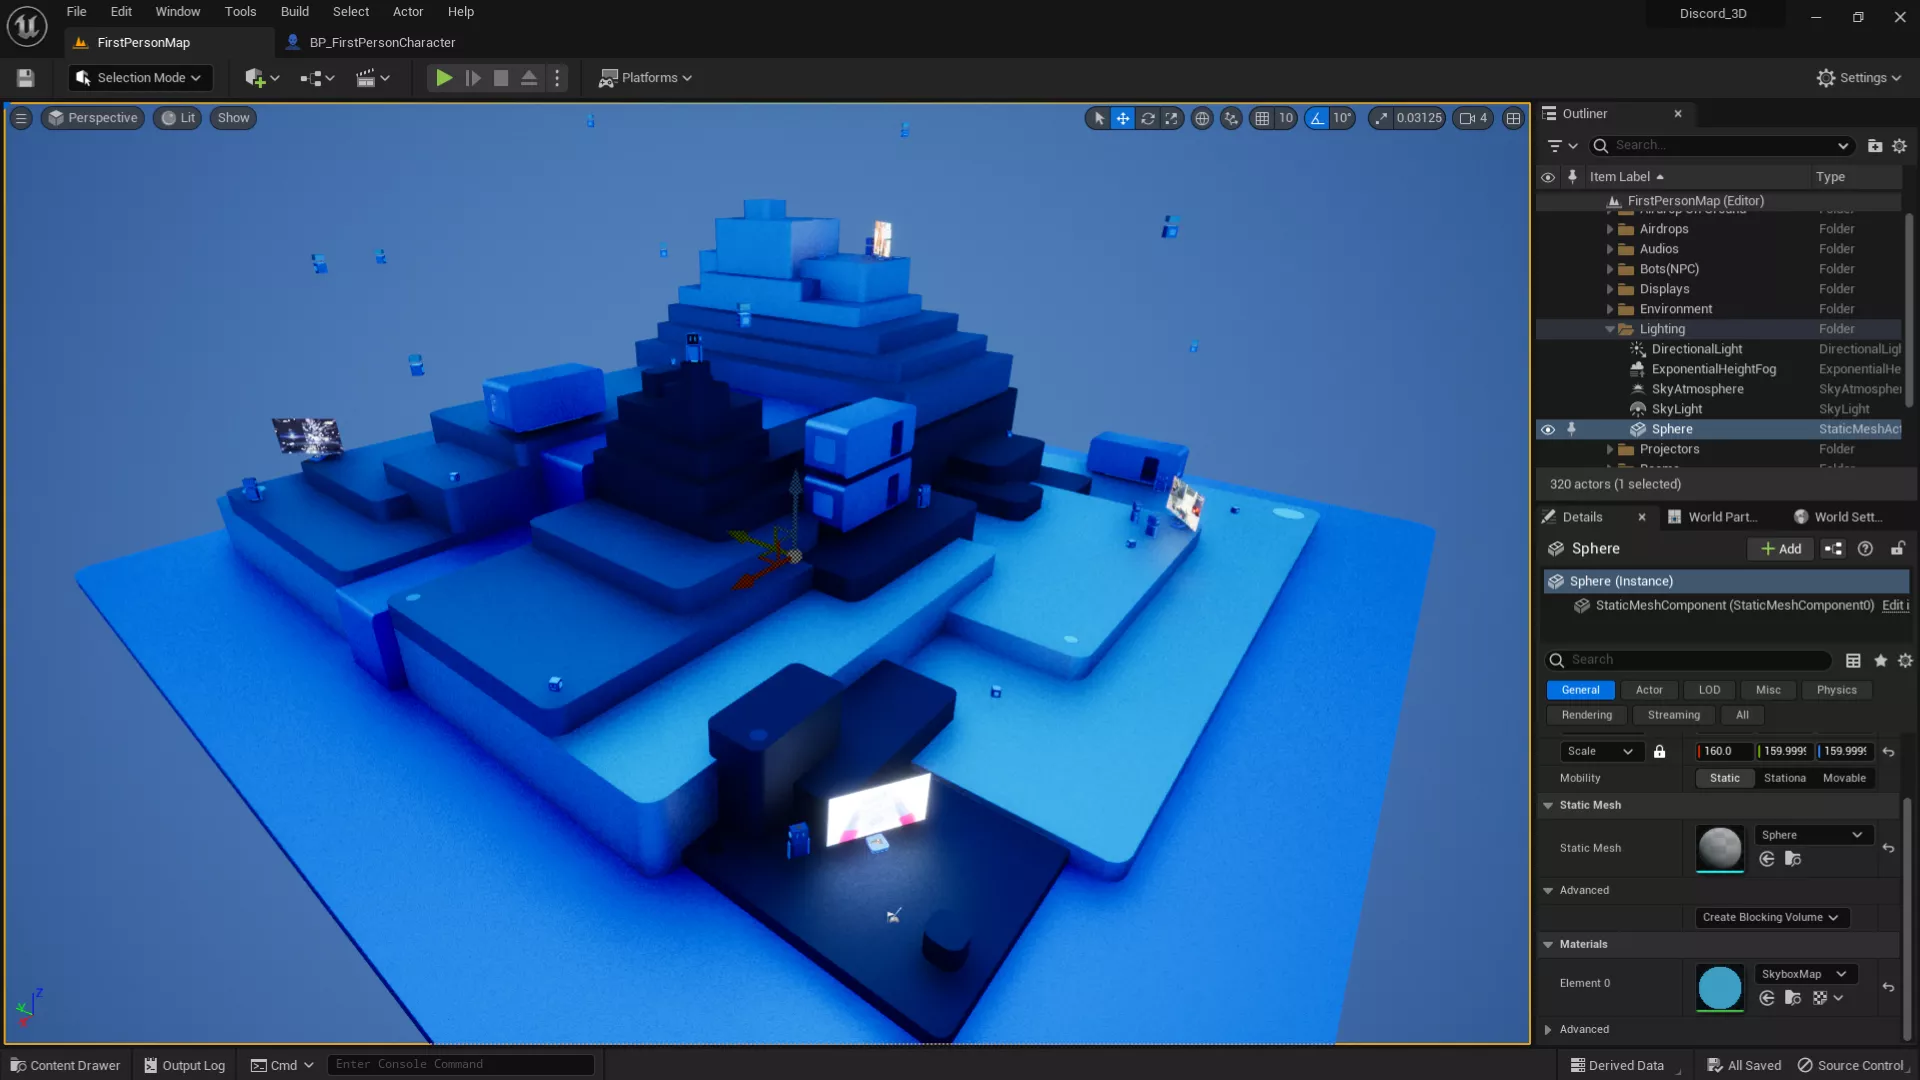 File Edit Window Tools Build Select Actor Help
Discord_3D
FirstPersonMap
BP_FirstPersonCharacter
Selection Mode
Platforms
Settings
Perspective
Lit
Show
10
10°
0.03125
4
Outliner
Search...
Item Label
Type
FirstPersonMap (Editor)
Airdrops Folder
Audios Folder
Bots(NPC) Folder
Displays Folder
Environment Folder
Lighting Folder
DirectionalLight DirectionalLigl
ExponentialHeightFog ExponentialHe
SkyAtmosphere SkyAtmospher
SkyLight SkyLight
Sphere StaticMeshAct
Projectors Folder
320 actors (1 selected)
Details
World Part...
World Sett...
Sphere
Add
Sphere (Instance)
StaticMeshComponent (StaticMeshComponent0) Edit i
Search
General Actor LOD Misc Physics
Rendering Streaming All
Scale 160.0 159.9999 159.9999
Mobility Static Stationa Movable
Static Mesh
Static Mesh
Sphere
Advanced
Create Blocking Volume
Materials
Element 0
SkyboxMap
Advanced
Z
Content Drawer
Output Log
Cmd
Enter Console Command
Derived Data
All Saved
Source Control